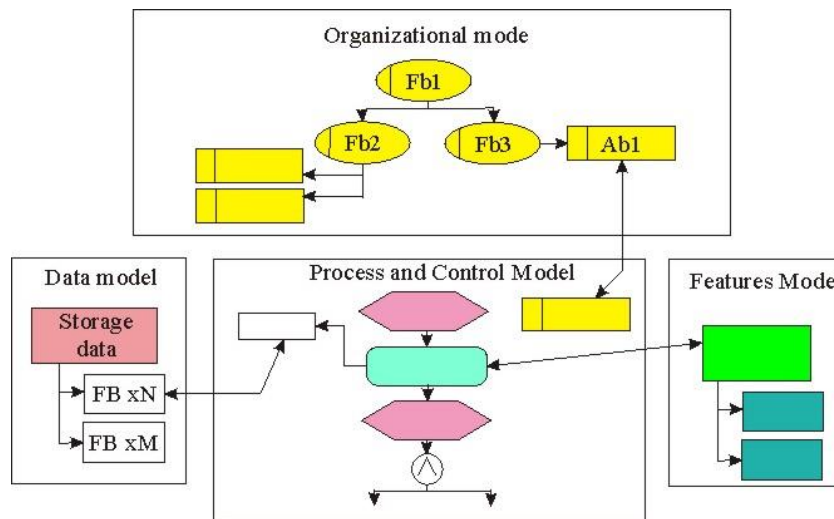 Organizational mode
Fb1
Fb2
Fb3
Ab1
Data model
Storage
data
FB xN
FB xM
Process and Control Model
Features Model